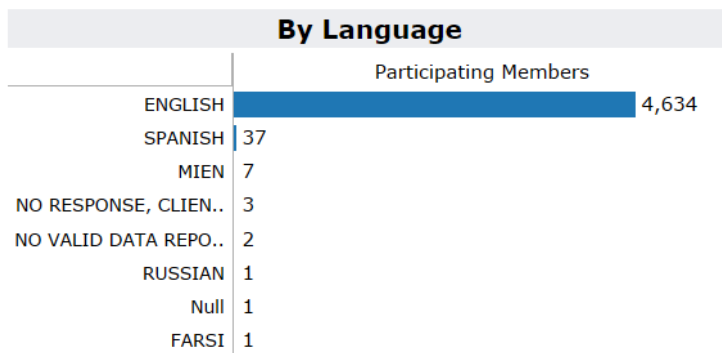 By Language
Participating Members
ENGLISH 4,634
SPANISH 37
MIEN 7
NO RESPONSE, CLIEN.. 3
NO VALID DATA REPO.. 2
RUSSIAN 1
Null 1
FARSI 1